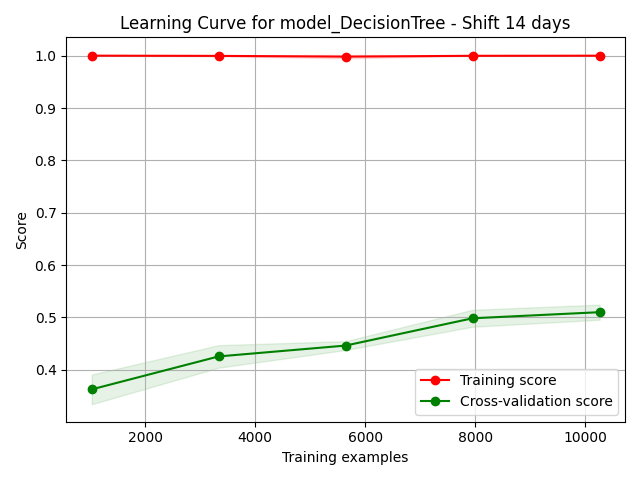 Learning Curve for model_DecisionTree - Shift 14 days
1.0
0.9
0.8
0.7
0.6
0.5
0.4
Score
2000
4000
6000
8000
10000
Training examples
Training score
Cross-validation score